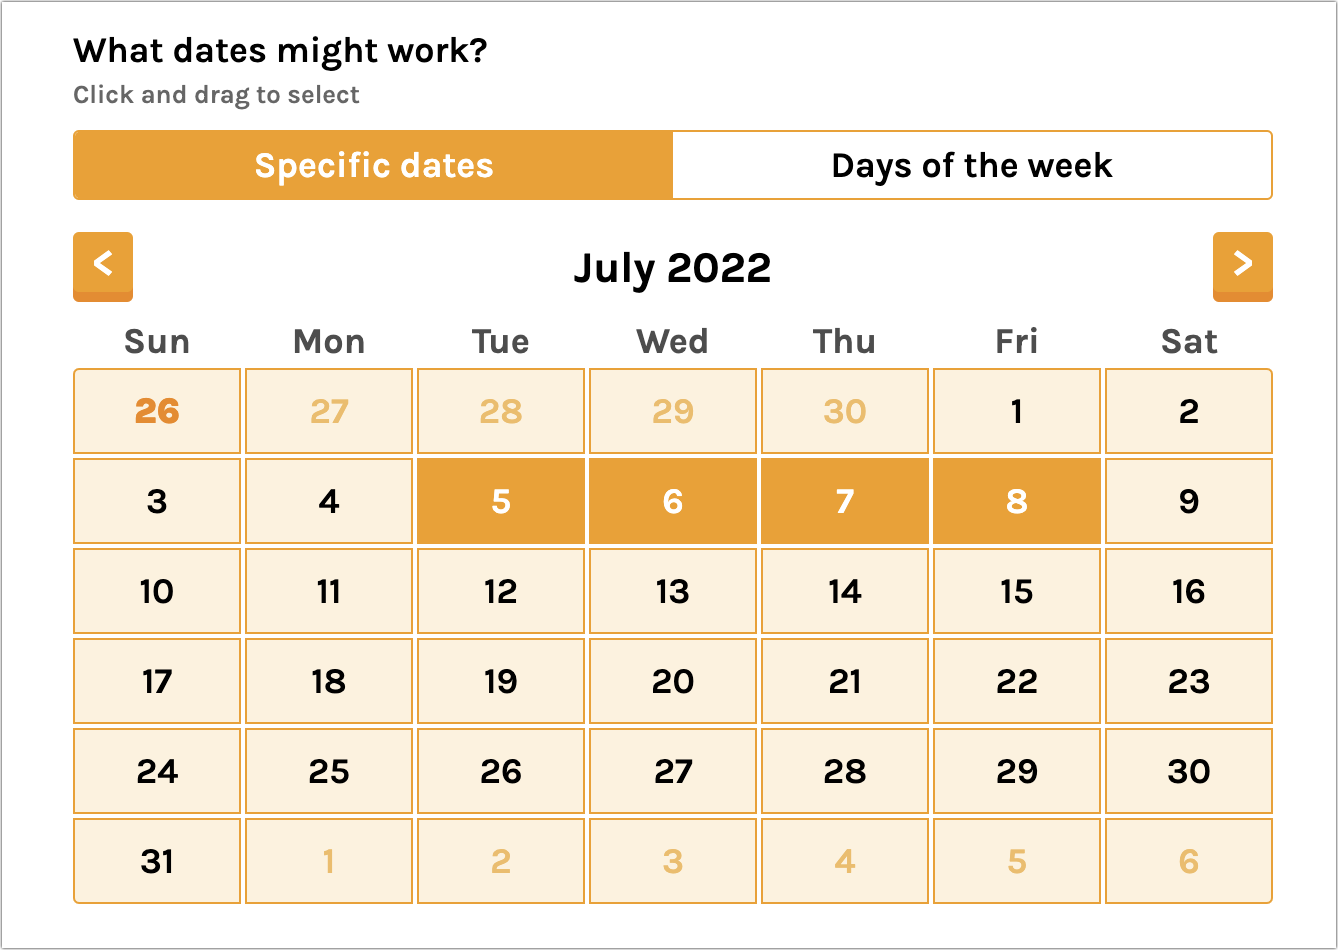 What dates might work?
Click and drag to select
Specific dates Days of the week
< July 2022 >
Sun Mon Tue Wed Thu Fri Sat
26 27 28 29 30 1 2
3 4 5 6 7 8 9
10 11 12 13 14 15 16
17 18 19 20 21 22 23
24 25 26 27 28 29 30
31 1 2 3 4 5 6